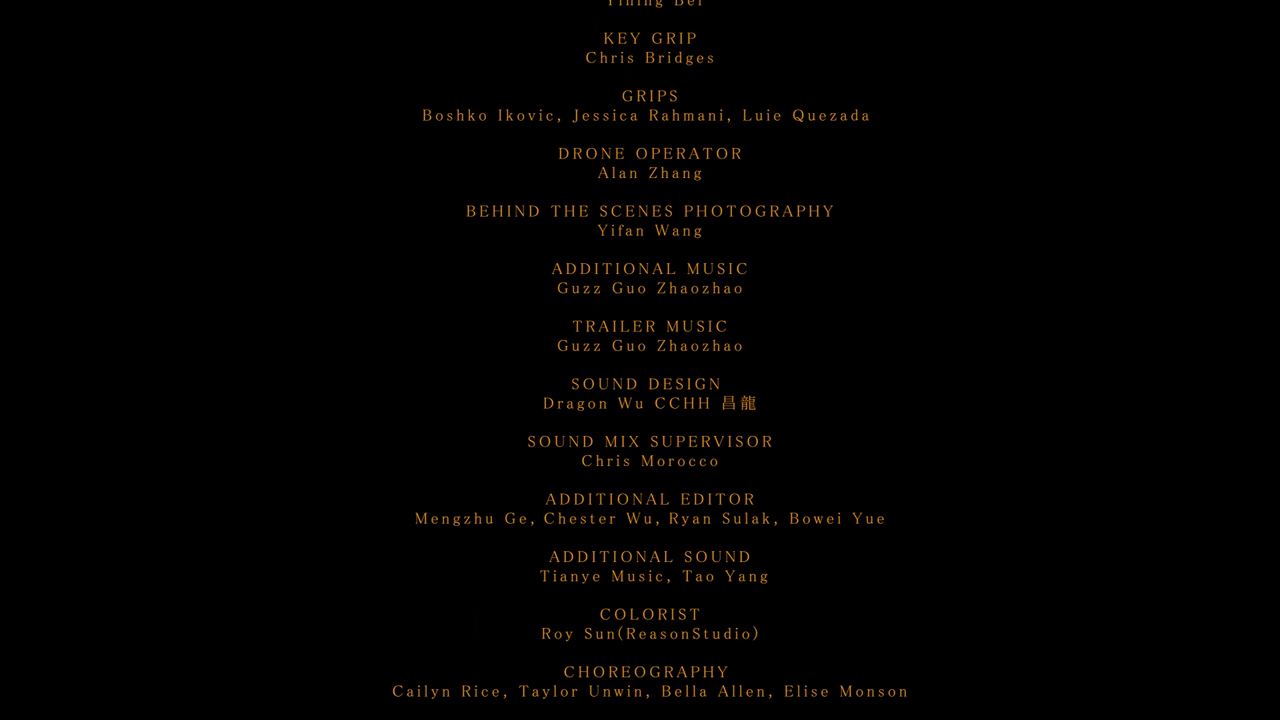 Yining Bei
KEY GRIP
Chris Bridges
GRIPS
Boshko Ikovic, Jessica Rahmani, Luie Quezada
DRONE OPERATOR
Alan Zhang
BEHIND THE SCENES PHOTOGRAPHY
Yifan Wang
ADDITIONAL MUSIC
Guzz Guo Zhaozhao
TRAILER MUSIC
Guzz Guo Zhaozhao
SOUND DESIGN
Dragon Wu CCHH 昌龍
SOUND MIX SUPERVISOR
Chris Morocco
ADDITIONAL EDITOR
Mengzhu Ge, Chester Wu, Ryan Sulak, Bowei Yue
ADDITIONAL SOUND
Tianye Music, Tao Yang
COLORIST
Roy Sun(ReasonStudio)
CHOREOGRAPHY
Cailyn Rice, Taylor Unwin, Bella Allen, Elise Monson